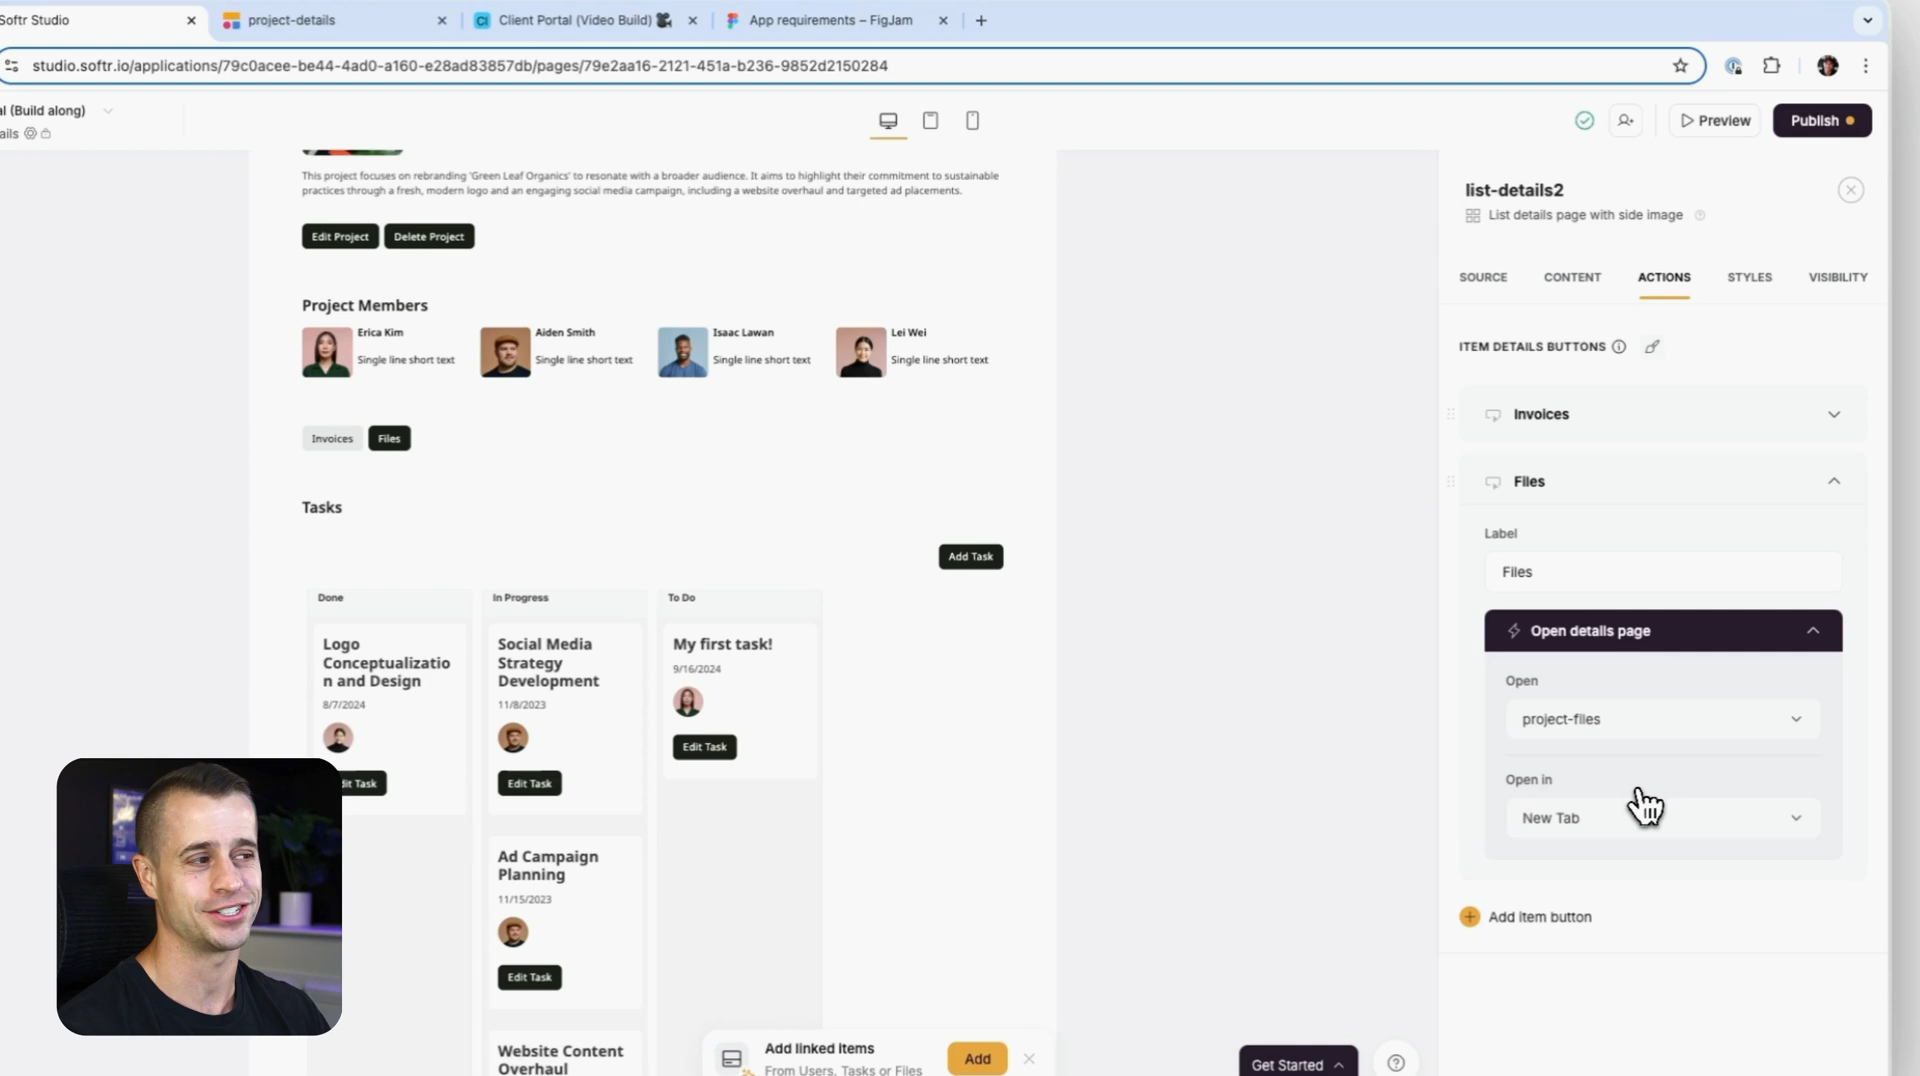 Softr Studio
project-details
Client Portal (Video Build)
App requirements – FigJam
studio.softr.io/applications/79c0acee-be44-4ad0-a160-e28ad83857db/pages/79e2aa16-2121-451a-b236-9852d2150284
al (Build along)
ails
Preview
Publish
This project focuses on rebranding 'Green Leaf Organics' to resonate with a broader audience. It aims to highlight their commitment to sustainable
practices through a fresh, modern logo and an engaging social media campaign, including a website overhaul and targeted ad placements.
Edit Project
Delete Project
Project Members
Erica Kim
Single line short text
Aiden Smith
Single line short text
Isaac Lawan
Single line short text
Lei Wei
Single line short text
Invoices
Files
Tasks
Add Task
Done
Logo
Conceptualizatio
n and Design
8/7/2024
dit Task
In Progress
Social Media
Strategy
Development
11/8/2023
Edit Task
Ad Campaign
Planning
11/15/2023
Edit Task
Website Content
Overhaul
To Do
My first task!
9/16/2024
Edit Task
Add linked items
From Users, Tasks or Files
Add
Get Started
list-details2
List details page with side image
SOURCE
CONTENT
ACTIONS
STYLES
VISIBILITY
ITEM DETAILS BUTTONS
Invoices
Files
Label
Files
Open details page
Open
project-files
Open in
New Tab
Add item button